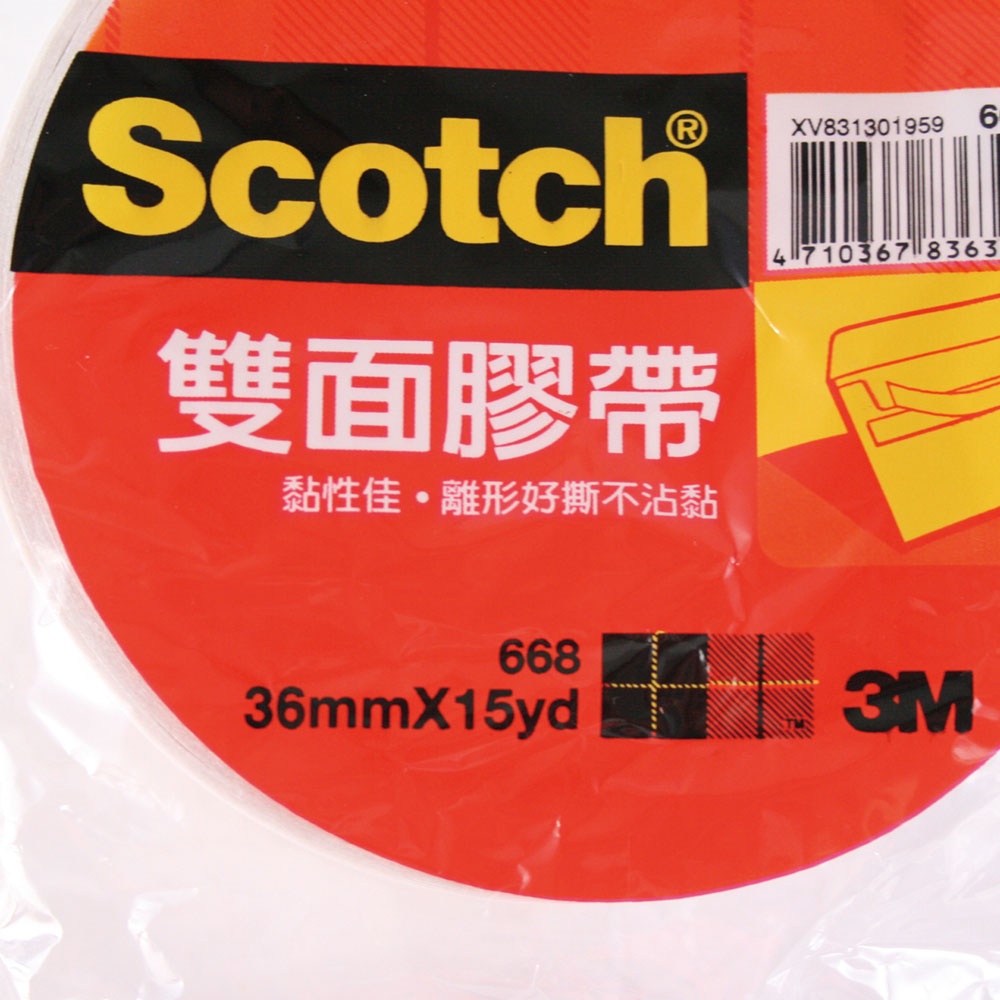 Scotch®
XV831301959
4 710367 8363
雙面膠帶
黏性佳・離形好撕不沾黏
668
36mmX15yd
TM
3M